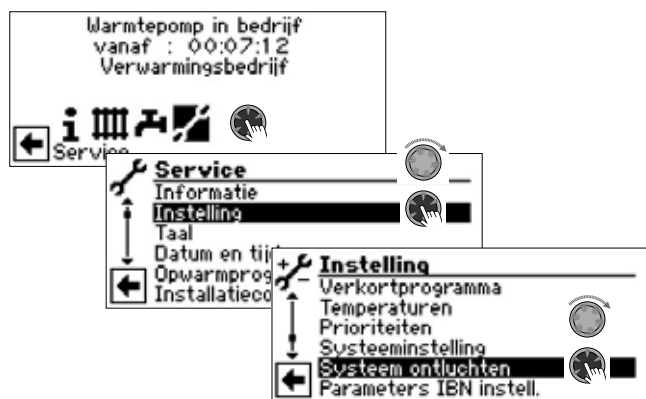 Warmtepomp in bedrijf
vanaf : 00:07:12
Verwarmingsbedrijf
Service
Service
Informatie
Instelling
Taal
Datum en tij
Opwarmprog
Installatieco
Instelling
Verkortprogramma
Temperaturen
Prioriteiten
Systeeminstelling
Systeem ontluchten
Parameters IBN instell.